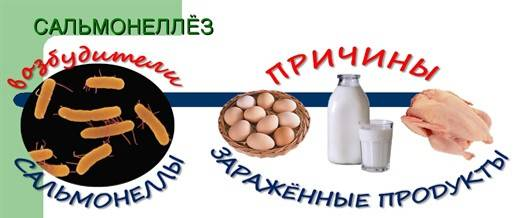 САЛЬМОНЕЛЛЁЗ
возбудители
САЛЬМОНЕЛЛЫ
ПРИЧИНЫ
ЗАРАЖЁННЫЕ ПРОДУКТЫ